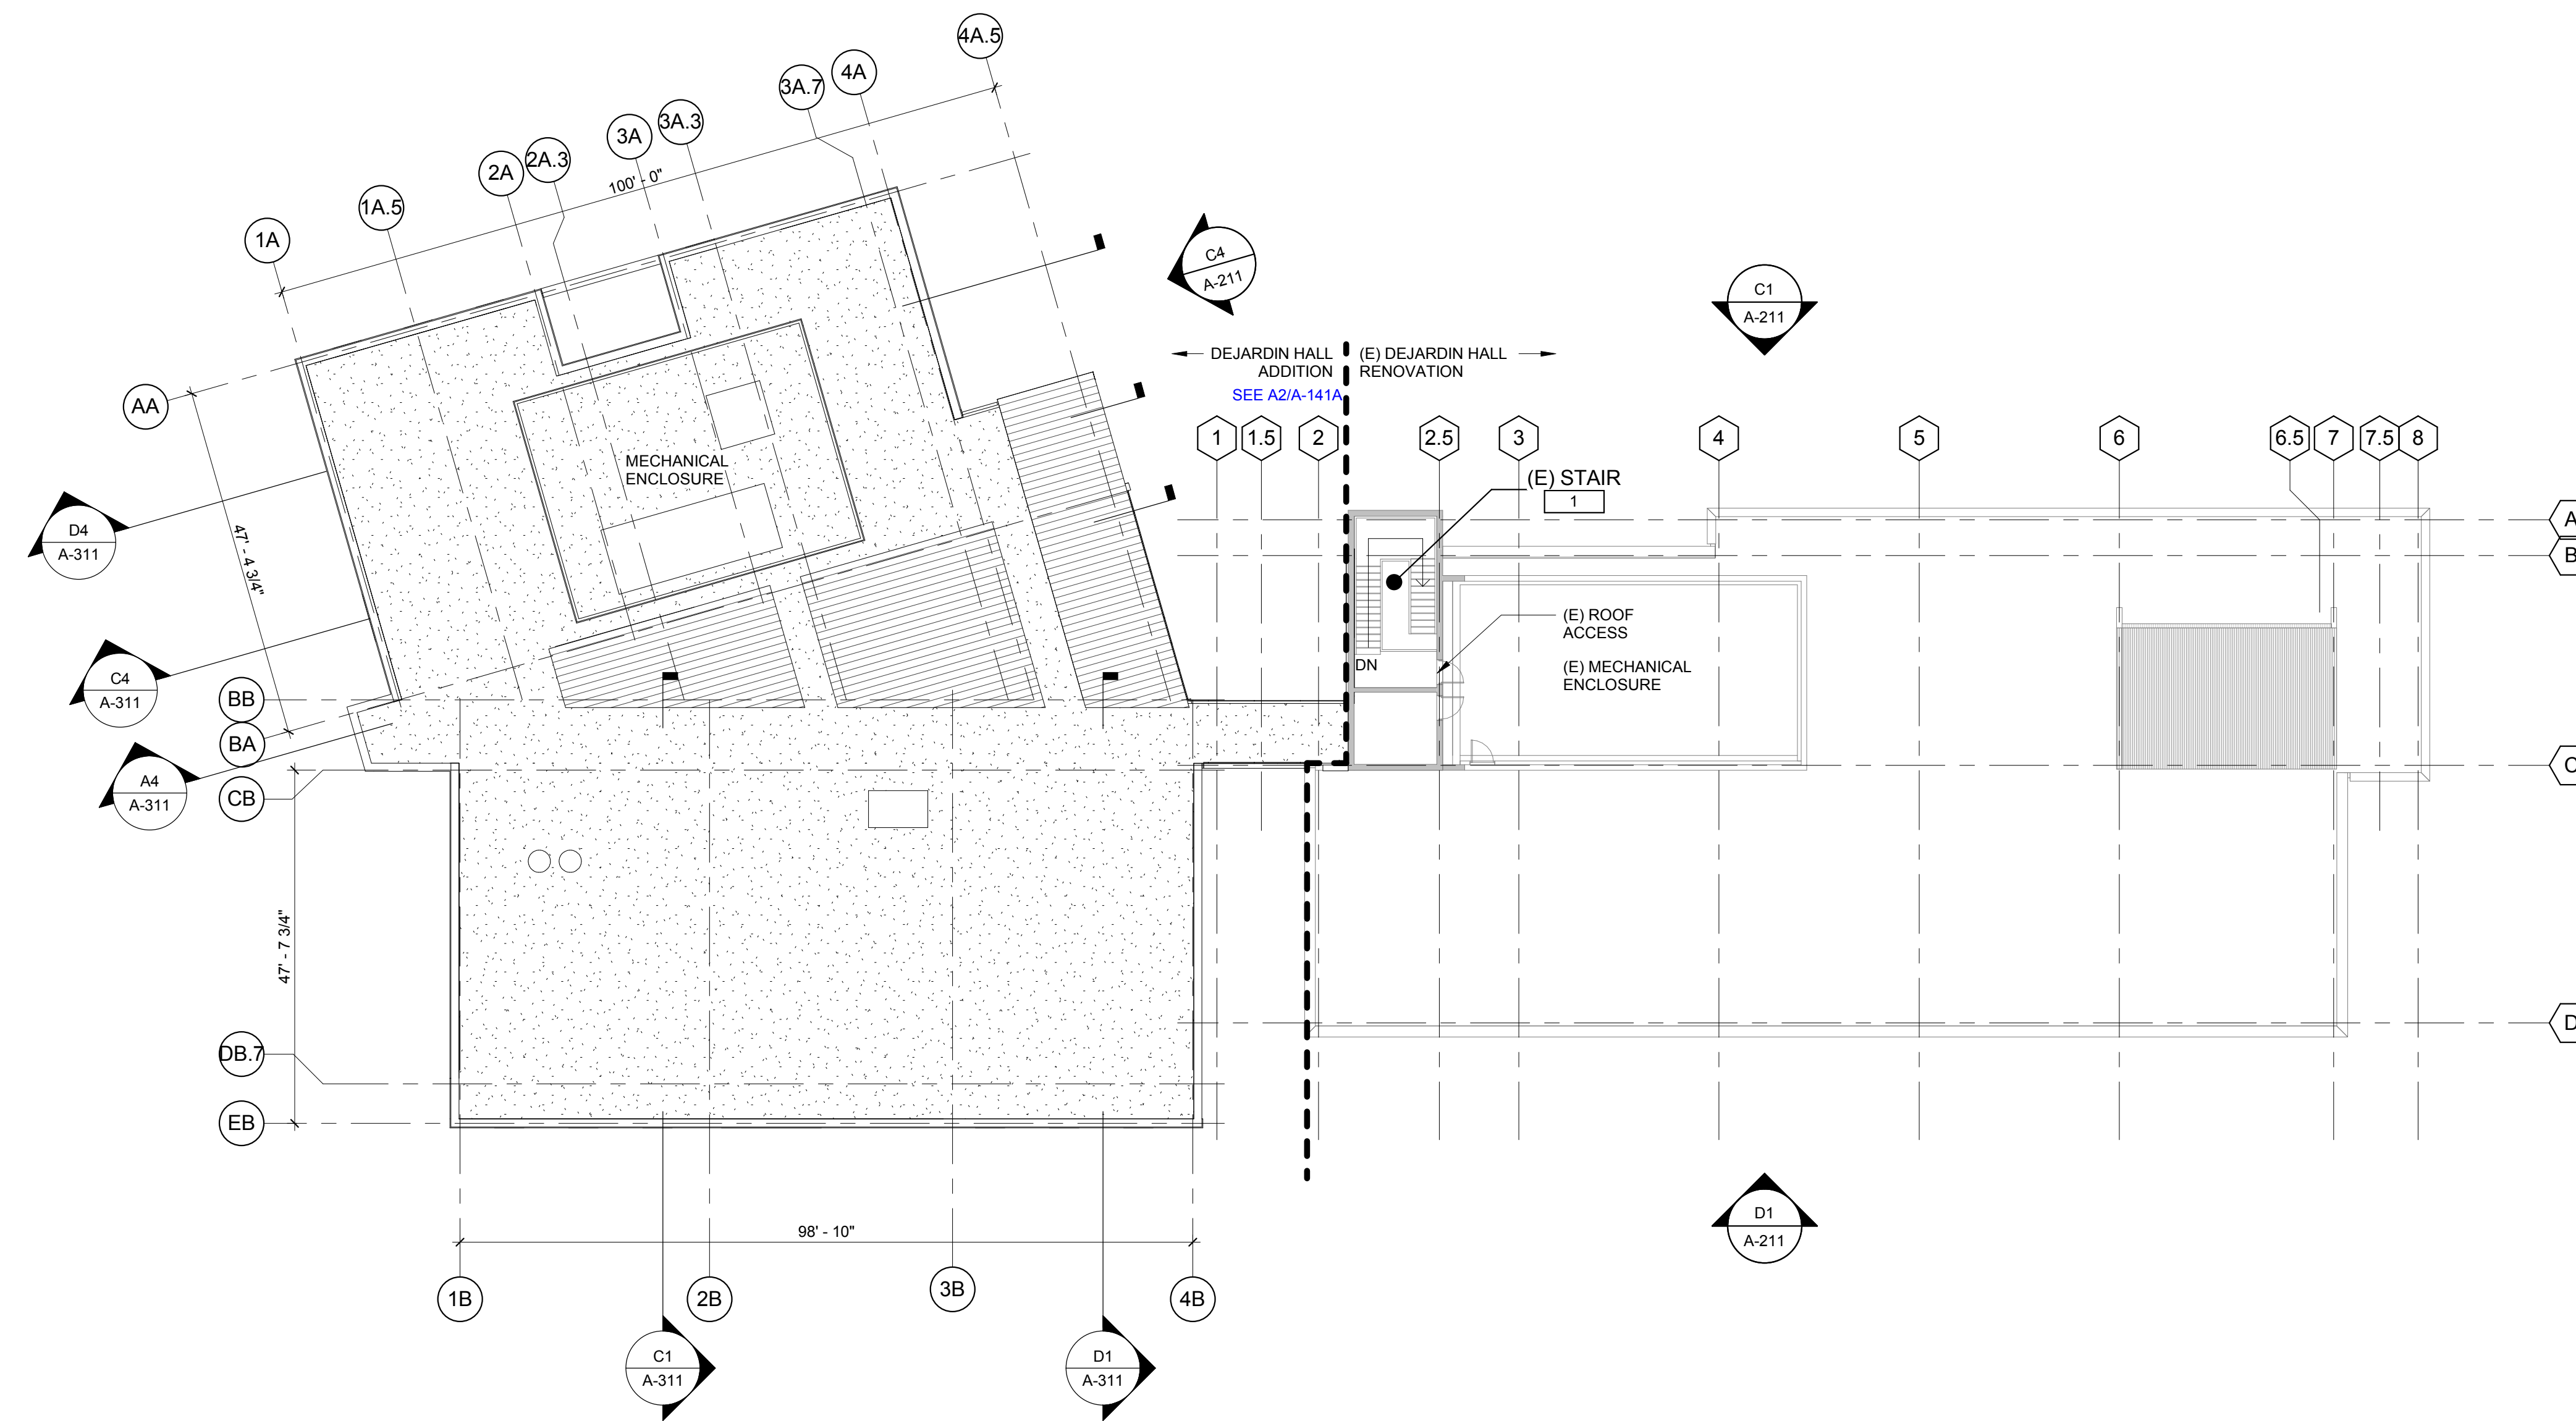 4A.5
4A
3A.7
3A.3
3A
2A.3
2A
1A.5
1A
100' - 0"
AA
47' - 4 3/4"
MECHANICAL
ENCLOSURE
C4
A-211
C1
A-211
DEJARDIN HALL
ADDITION
(E) DEJARDIN HALL
RENOVATION
SEE A2/A-141A
1
1.5
2
2.5
3
4
5
6
6.5
7
7.5
8
(E) STAIR
1
A
B
D4
A-311
(E) ROOF
ACCESS
(E) MECHANICAL
ENCLOSURE
DN
C4
A-311
BB
BA
A4
A-311
CB
C
47' - 7 3/4"
DB.7
D
EB
98' - 10"
D1
A-211
1B
2B
3B
4B
C1
A-311
D1
A-311